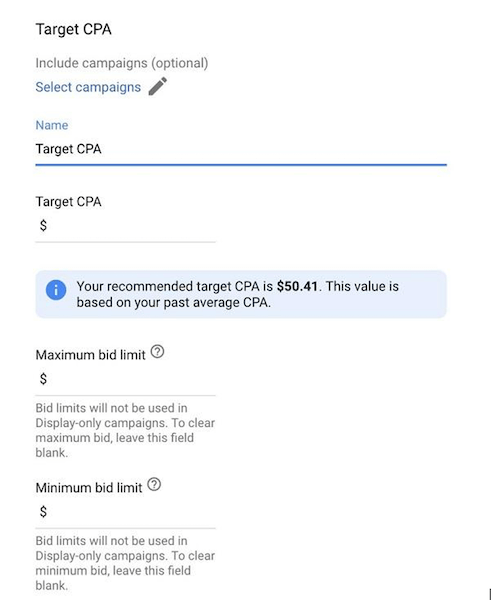 Target CPA
Include campaigns (optional)
Select campaigns
Name
Target CPA
Target CPA
$
Your recommended target CPA is $50.41. This value is
based on your past average CPA.
Maximum bid limit
$
Bid limits will not be used in
Display-only campaigns. To clear
maximum bid, leave this field
blank.
Minimum bid limit
$
Bid limits will not be used in
Display-only campaigns. To clear
minimum bid, leave this field
blank.